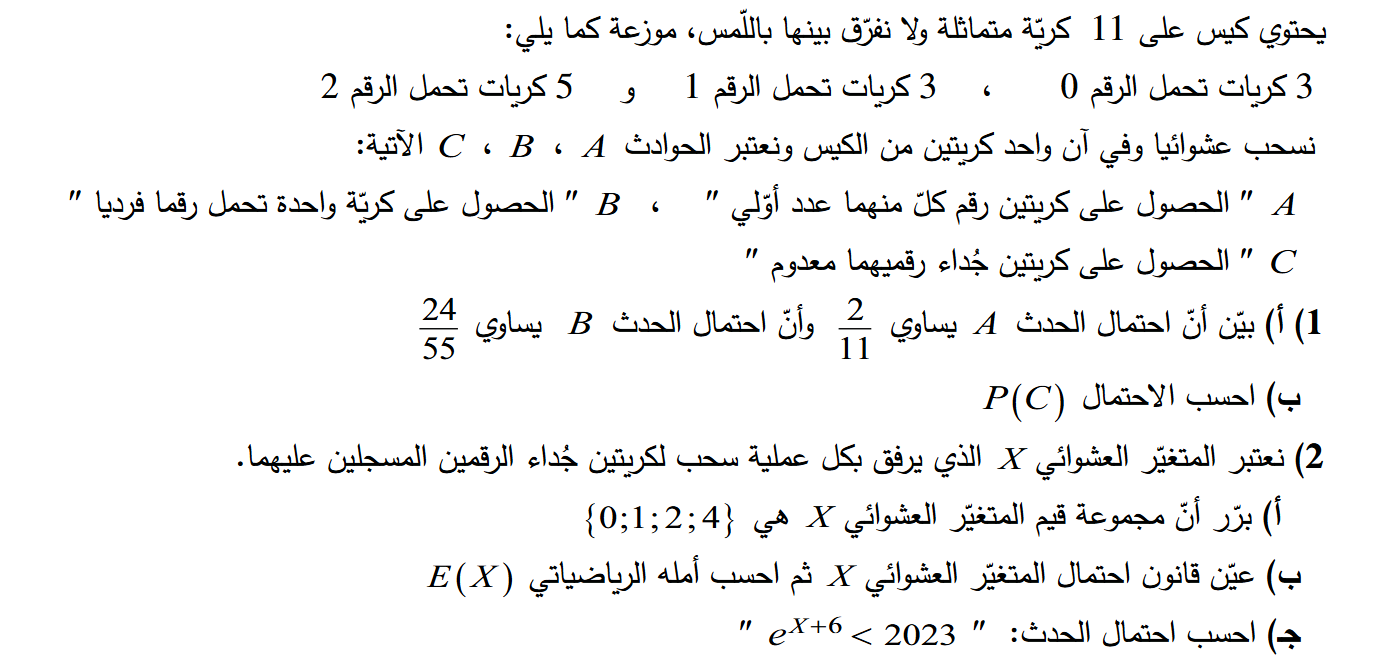 يحتوي كيس على 11 كريّة متماثلة ولا نفرّق بينها باللّمس، موزعة كما يلي:
3 كريات تحمل الرقم 0 ، 3 كريات تحمل الرقم 1 و 5 كريات تحمل الرقم 2
نسحب عشوائيا وفي آن واحد كريتين من الكيس ونعتبر الحوادث A ، B ، C الآتية:
A " الحصول على كريتين رقم كلّ منهما عدد أوّلي " ، B " الحصول على كريّة واحدة تحمل رقما فرديا "
C " الحصول على كريتين جُداء رقميهما معدوم "
1) أ) بيّن أنّ احتمال الحدث A يساوي 2/11 وأنّ احتمال الحدث B يساوي 24/55
ب) احسب الاحتمال P(C)
2) نعتبر المتغيّر العشوائي X الذي يرفق بكل عملية سحب لكريتين جُداء الرقمين المسجلين عليهما.
أ) برّر أنّ مجموعة قيم المتغيّر العشوائي X هي {0;1;2;4}
ب) عيّن قانون احتمال المتغيّر العشوائي X ثم احسب أمله الرياضياتي E(X)
جـ) احسب احتمال الحدث: " e^{X+6} < 2023 "